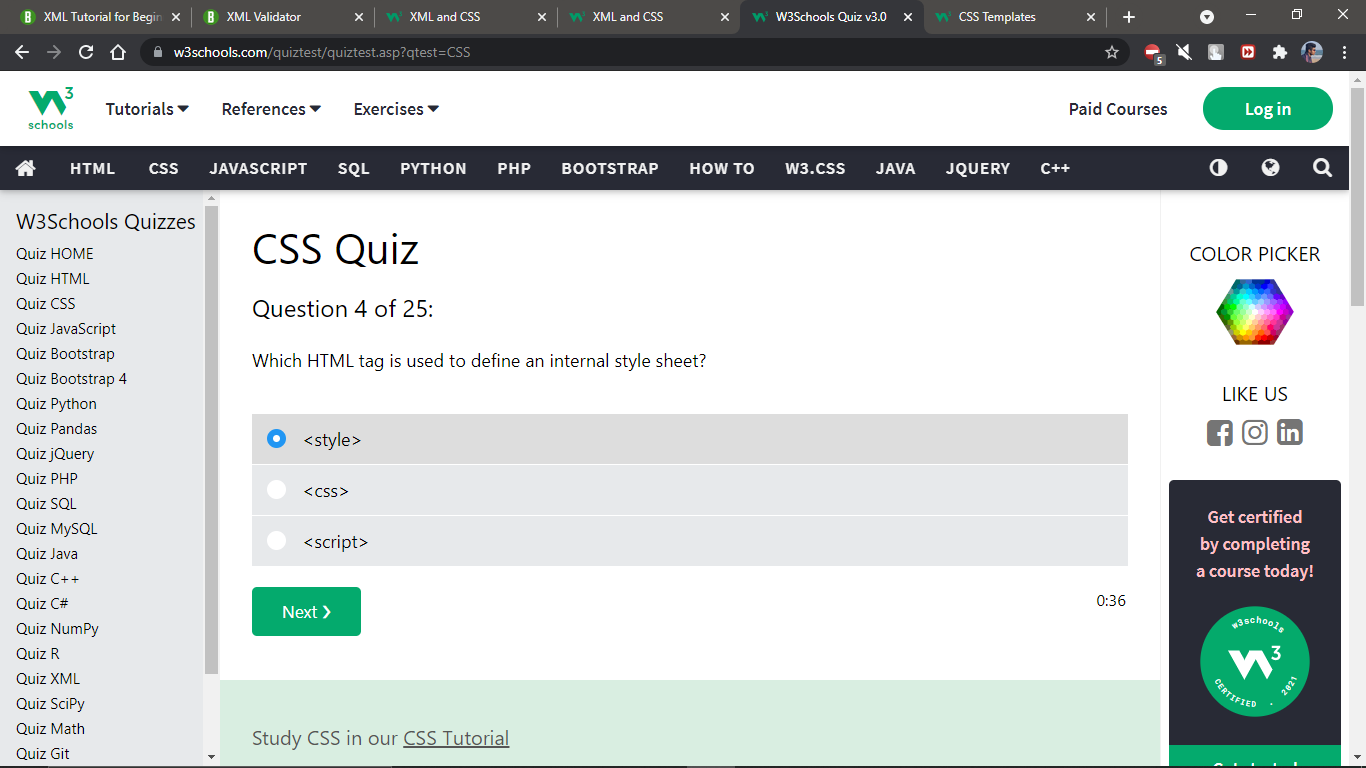 XML Tutorial for Begin
XML Validator
XML and CSS
XML and CSS
W3Schools Quiz v3.0
CSS Templates
w3schools.com/quiztest/quiztest.asp?qtest=CSS
5
3
schools
Tutorials
References
Exercises
Paid Courses
Log in
HTML
CSS
JAVASCRIPT
SQL
PYTHON
PHP
BOOTSTRAP
HOW TO
W3.CSS
JAVA
JQUERY
C++
W3Schools Quizzes
Quiz HOME
Quiz HTML
Quiz CSS
Quiz JavaScript
Quiz Bootstrap
Quiz Bootstrap 4
Quiz Python
Quiz Pandas
Quiz jQuery
Quiz PHP
Quiz SQL
Quiz MySQL
Quiz Java
Quiz C++
Quiz C#
Quiz NumPy
Quiz R
Quiz XML
Quiz SciPy
Quiz Math
Quiz Git
CSS Quiz
Question 4 of 25:
Which HTML tag is used to define an internal style sheet?
<style>
<css>
<script>
Next ❯
0:36
Study CSS in our CSS Tutorial
COLOR PICKER
LIKE US
Get certified
by completing
a course today!
w3schools
3
CERTIFIED . 2021